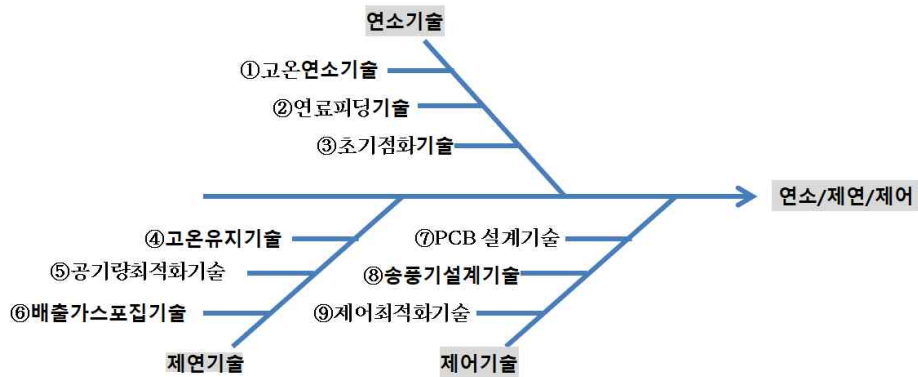 연소기술
①고온연소기술
②연료피딩기술
③초기점화기술
연소/제연/제어
④고온유지기술
⑤공기량최적화기술
⑥배출가스포집기술
제연기술
⑦PCB 설계기술
⑧송풍기설계기술
⑨제어최적화기술
제어기술